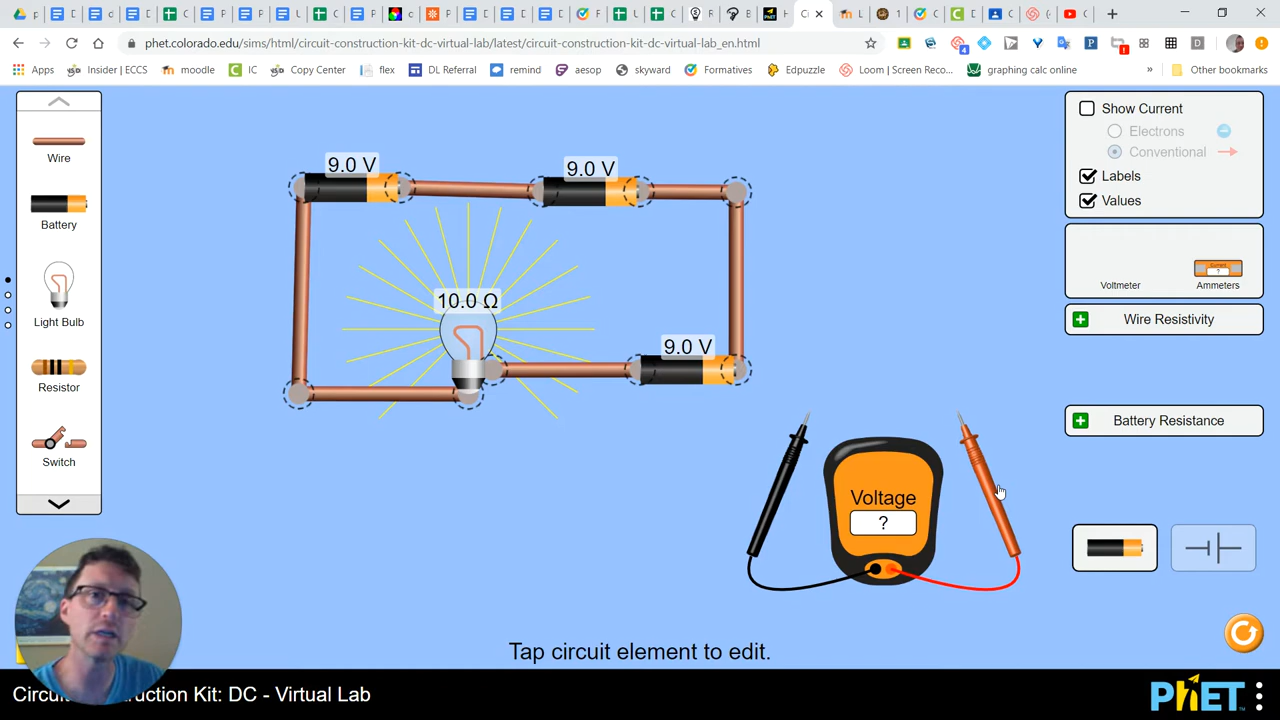 phet.colorado.edu/sims/html/circuit-construction-kit-dc-virtual-lab/latest/circuit-construction-kit-dc-virtual-lab_en.html
Apps Insider | ECCS moodle IC Copy Center flex DL Referral remind aesop skyward Formatives Edpuzzle Loom | Screen Reco... graphing calc online » Other bookmarks
Wire
Battery
Light Bulb
Resistor
Switch
9.0 V
9.0 V
10.0 Ω
9.0 V
Show Current
Electrons
Conventional
Labels
Values
Voltmeter
Current
?
Ammeters
Wire Resistivity
Battery Resistance
Voltage
?
Tap circuit element to edit.
Circuit Construction Kit: DC - Virtual Lab
PhET